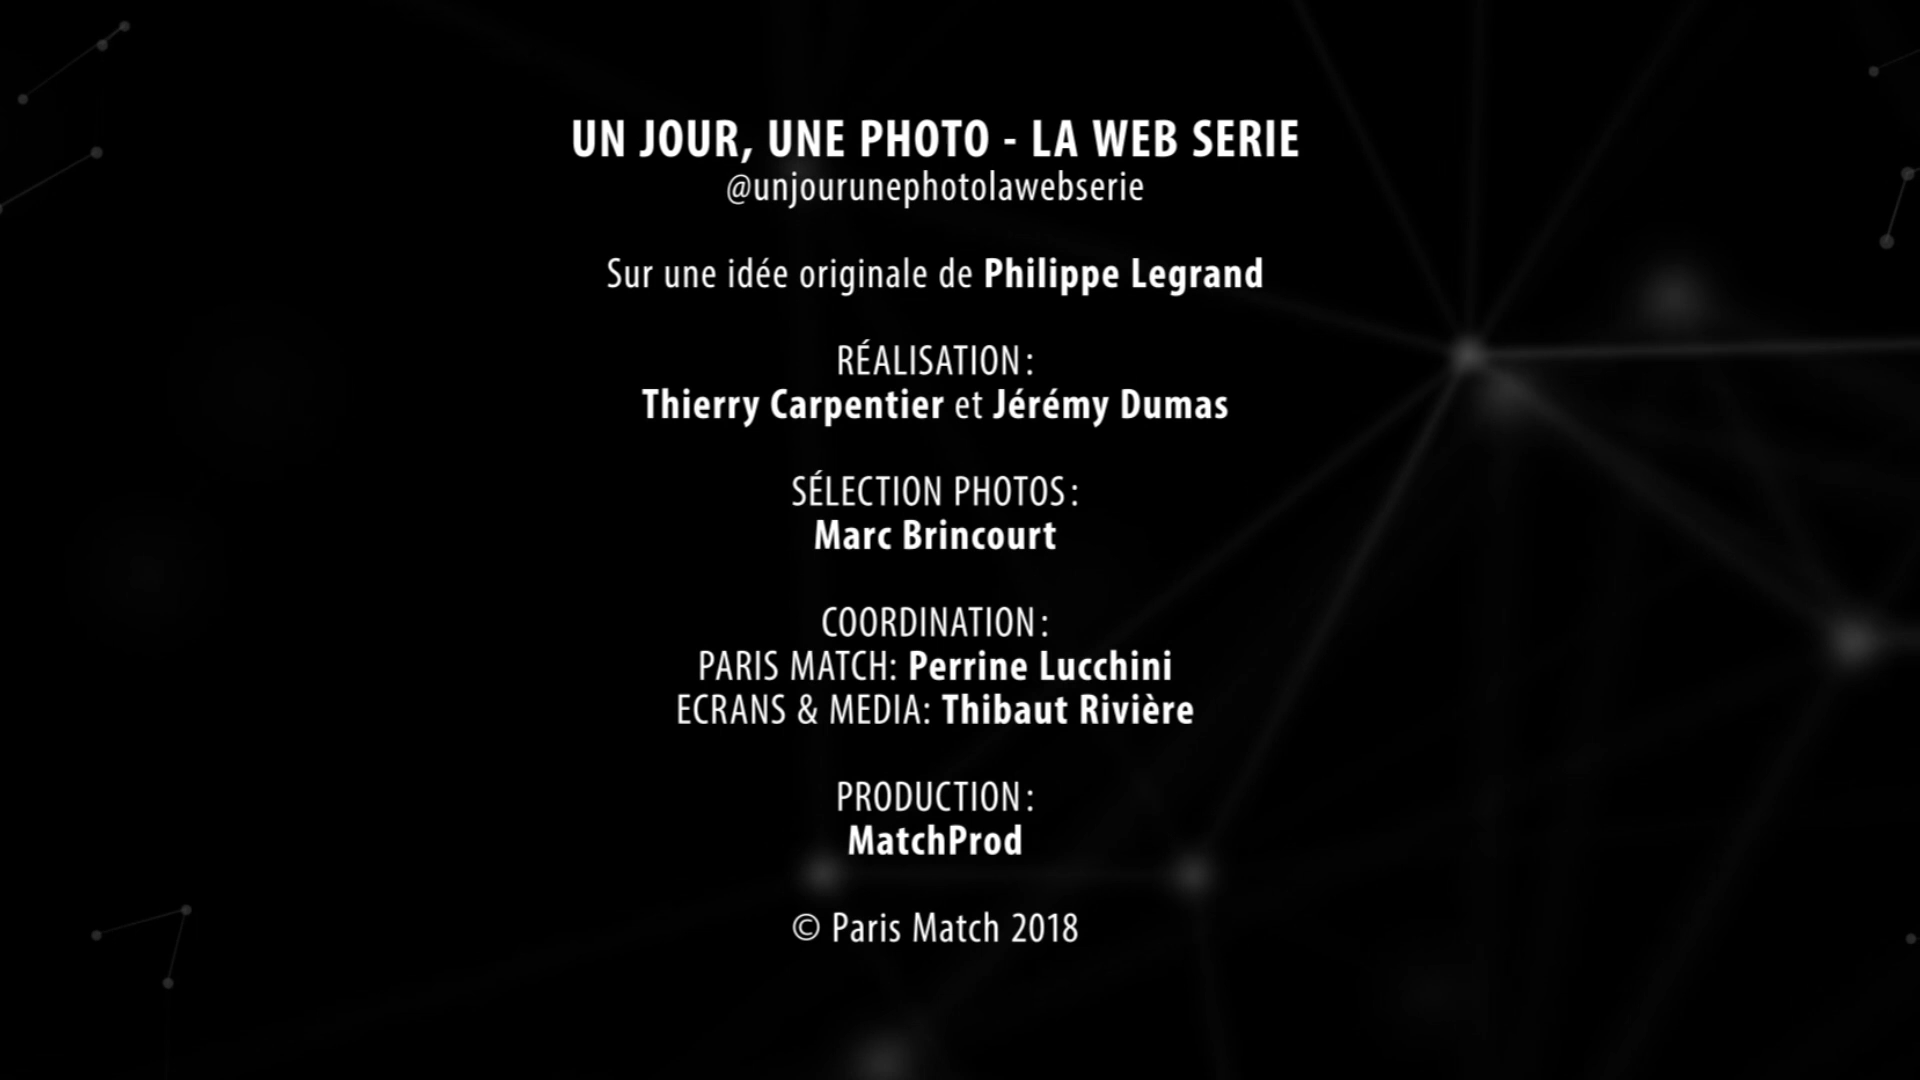 UN JOUR, UNE PHOTO - LA WEB SERIE
@unjourunephotolawebserie
Sur une idée originale de Philippe Legrand
RÉALISATION :
Thierry Carpentier et Jérémy Dumas
SÉLECTION PHOTOS :
Marc Brincourt
COORDINATION :
PARIS MATCH: Perrine Lucchini
ECRANS & MEDIA: Thibaut Rivière
PRODUCTION :
MatchProd
© Paris Match 2018